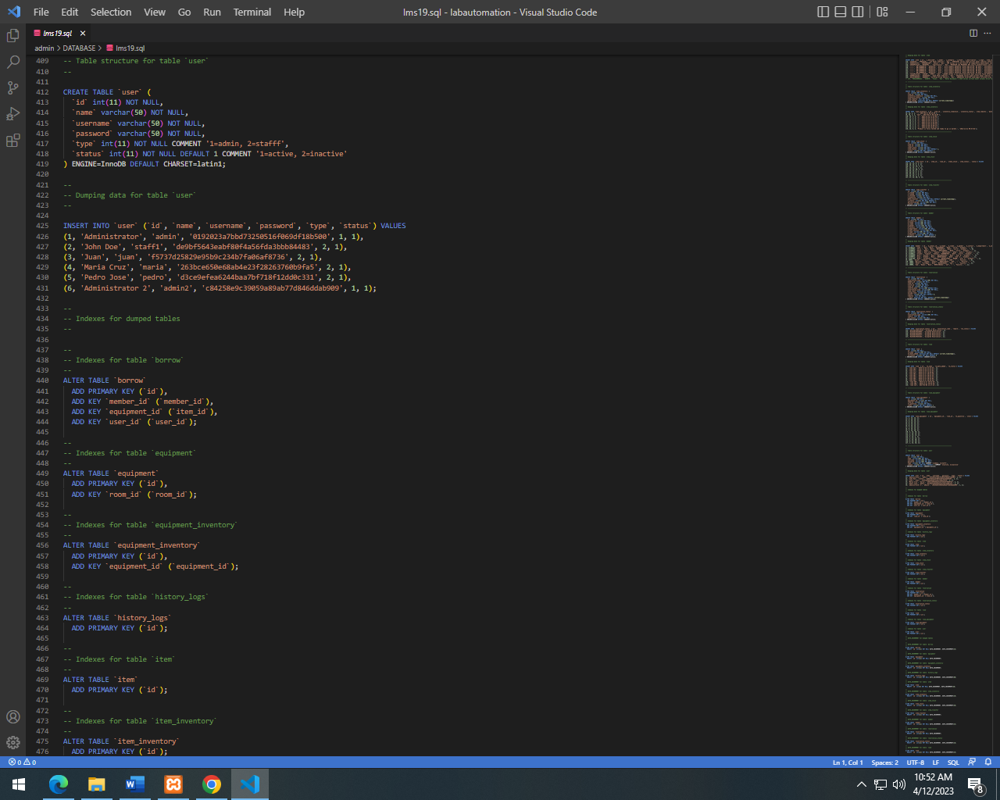 File Edit Selection View Go Run Terminal Help
lms19.sql - labautomation - Visual Studio Code
lms19.sql
admin > DATABASE > lms19.sql
409 -- Table structure for table `user`
410 --
411
412 CREATE TABLE `user` (
413 `id` int(11) NOT NULL,
414 `name` varchar(50) NOT NULL,
415 `username` varchar(50) NOT NULL,
416 `password` varchar(50) NOT NULL,
417 `type` int(11) NOT NULL COMMENT '1=admin, 2=stafff',
418 `status` int(11) NOT NULL DEFAULT 1 COMMENT '1=active, 2=inactive'
419 ) ENGINE=InnoDB DEFAULT CHARSET=latin1;
420
421 --
422 -- Dumping data for table `user`
423 --
424
425 INSERT INTO `user` (`id`, `name`, `username`, `password`, `type`, `status`) VALUES
426 (1, 'Administrator', 'admin', '0192023a7bbd73250516f069df18b500', 1, 1),
427 (2, 'John Doe', 'staff1', 'de9bf5643eabf80f4a56fda3bbb84483', 2, 1),
428 (3, 'Juan', 'juan', 'f5737d25829e95b9c234b7fa06af8736', 2, 1),
429 (4, 'Maria Cruz', 'maria', '263bce650e68ab4e23f28263760b9fa5', 2, 1),
430 (5, 'Pedro Jose', 'pedro', 'd3ce9efea6244baa7bf718f12dd0c331', 2, 1),
431 (6, 'Administrator 2', 'admin2', 'c84258e9c39059a89ab77d846ddab909', 1, 1);
432
433 --
434 -- Indexes for dumped tables
435 --
436
437 --
438 -- Indexes for table `borrow`
439 --
440 ALTER TABLE `borrow`
441 ADD PRIMARY KEY (`id`),
442 ADD KEY `member_id` (`member_id`),
443 ADD KEY `equipment_id` (`item_id`),
444 ADD KEY `user_id` (`user_id`);
445
446 --
447 -- Indexes for table `equipment`
448 --
449 ALTER TABLE `equipment`
450 ADD PRIMARY KEY (`id`),
451 ADD KEY `room_id` (`room_id`);
452
453 --
454 -- Indexes for table `equipment_inventory`
455 --
456 ALTER TABLE `equipment_inventory`
457 ADD PRIMARY KEY (`id`),
458 ADD KEY `equipment_id` (`equipment_id`);
459
460 --
461 -- Indexes for table `history_logs`
462 --
463 ALTER TABLE `history_logs`
464 ADD PRIMARY KEY (`id`);
465
466 --
467 -- Indexes for table `item`
468 --
469 ALTER TABLE `item`
470 ADD PRIMARY KEY (`id`);
471
472 --
473 -- Indexes for table `item_inventory`
474 --
475 ALTER TABLE `item_inventory`
476 ADD PRIMARY KEY (`id`);
0 0
Ln 1, Col 1 Spaces: 2 UTF-8 LF SQL
10:52 AM
4/12/2023
8